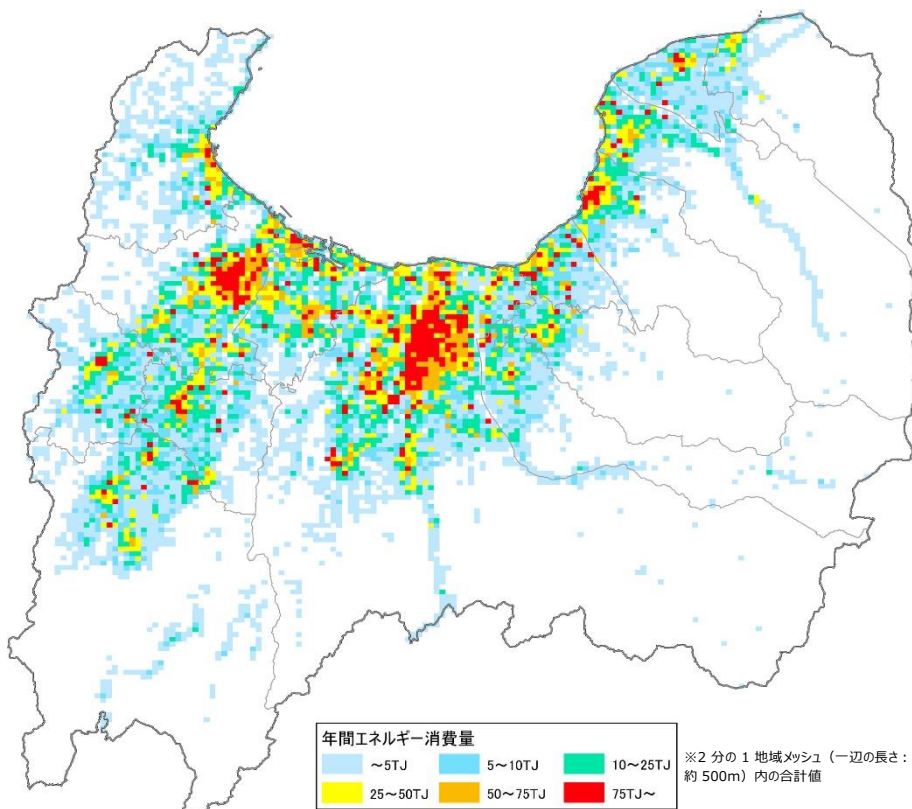 年間エネルギー消費量
～5TJ 5～10TJ 10～25TJ
25～50TJ 50～75TJ 75TJ～
※2 分の 1 地域メッシュ（一辺の長さ：
約 500m）内の合計値